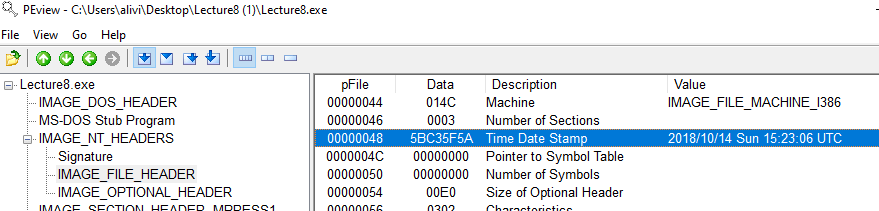 PEview - C:\Users\alivi\Desktop\Lecture8 (1)\Lecture8.exe
File View Go Help
Lecture8.exe
IMAGE_DOS_HEADER
MS-DOS Stub Program
IMAGE_NT_HEADERS
Signature
IMAGE_FILE_HEADER
IMAGE_OPTIONAL_HEADER
IMAGE_SECTION_HEADER MPRESS1
pFile Data Description Value
00000044 014C Machine IMAGE_FILE_MACHINE_I386
00000046 0003 Number of Sections
00000048 5BC35F5A Time Date Stamp 2018/10/14 Sun 15:23:06 UTC
0000004C 00000000 Pointer to Symbol Table
00000050 00000000 Number of Symbols
00000054 00E0 Size of Optional Header
00000056 0302 Characteristics